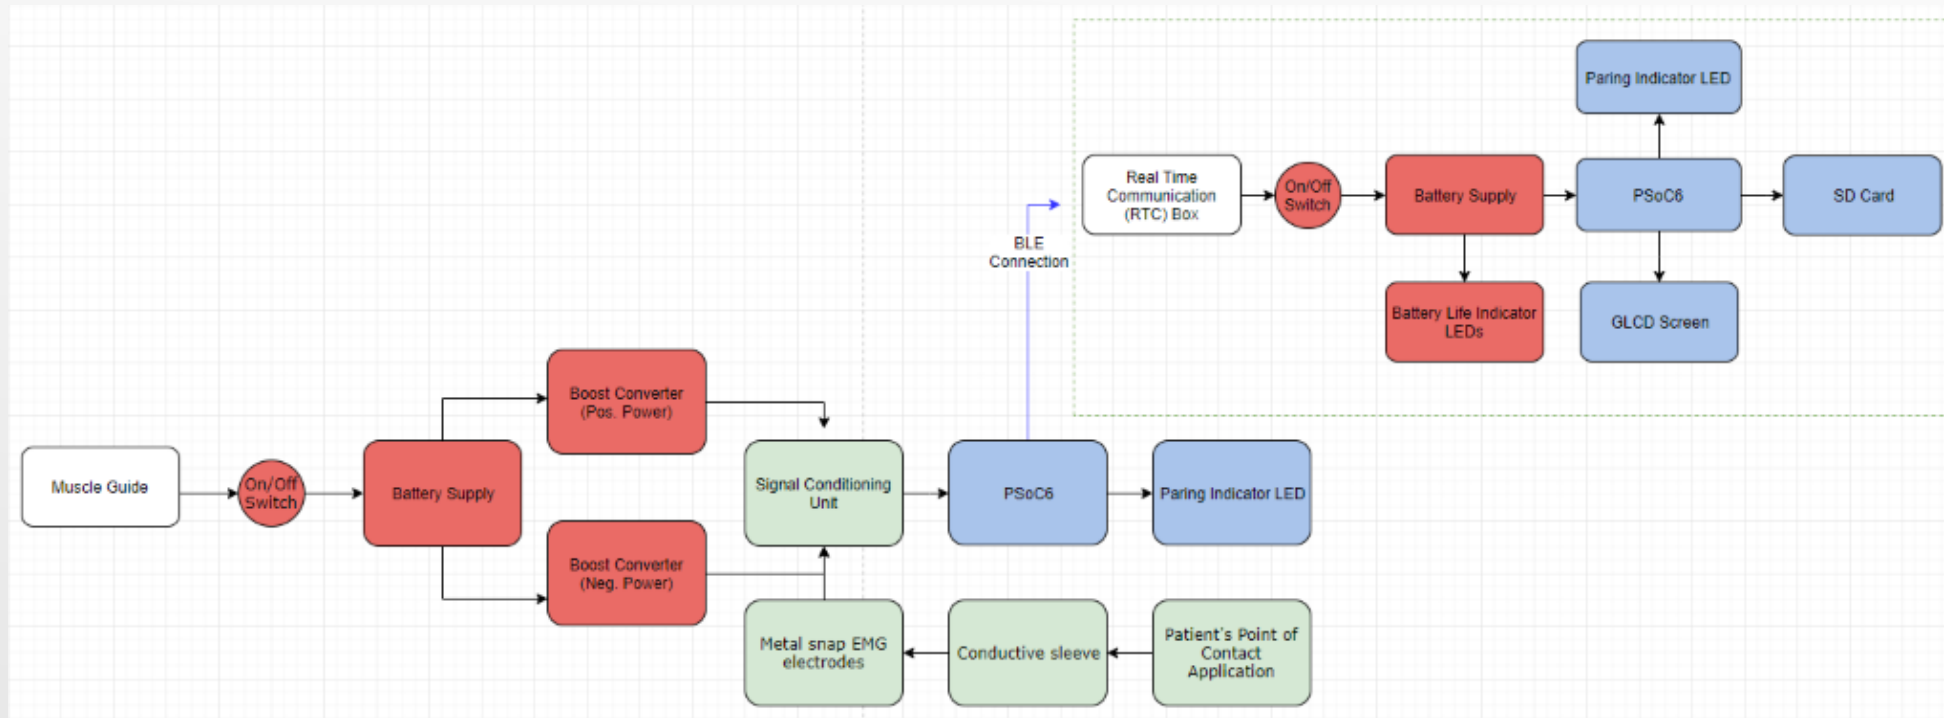 Paring Indicator LED
Real Time
Communication
(RTC) Box
On/Off
Switch
Battery Supply
PSoC6
SD Card
BLE
Connection
Battery Life Indicator
LEDs
GLCD Screen
Boost Converter
(Pos. Power)
Muscle Guide
On/Off
Switch
Battery Supply
Signal Conditioning
Unit
PSoC6
Paring Indicator LED
Boost Converter
(Neg. Power)
Metal snap EMG
electrodes
Conductive sleeve
Patient's Point of
Contact
Application